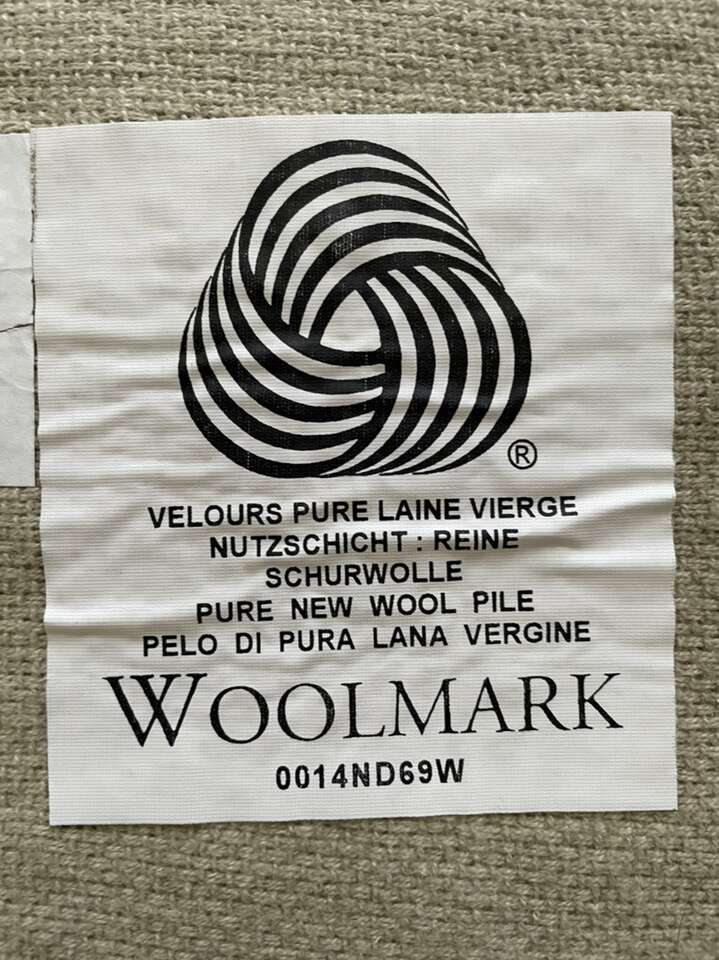 ®
VELOURS PURE LAINE VIERGE
NUTZSCHICHT : REINE
SCHURWOLLE
PURE NEW WOOL PILE
PELO DI PURA LANA VERGINE
WOOLMARK
0014ND69W